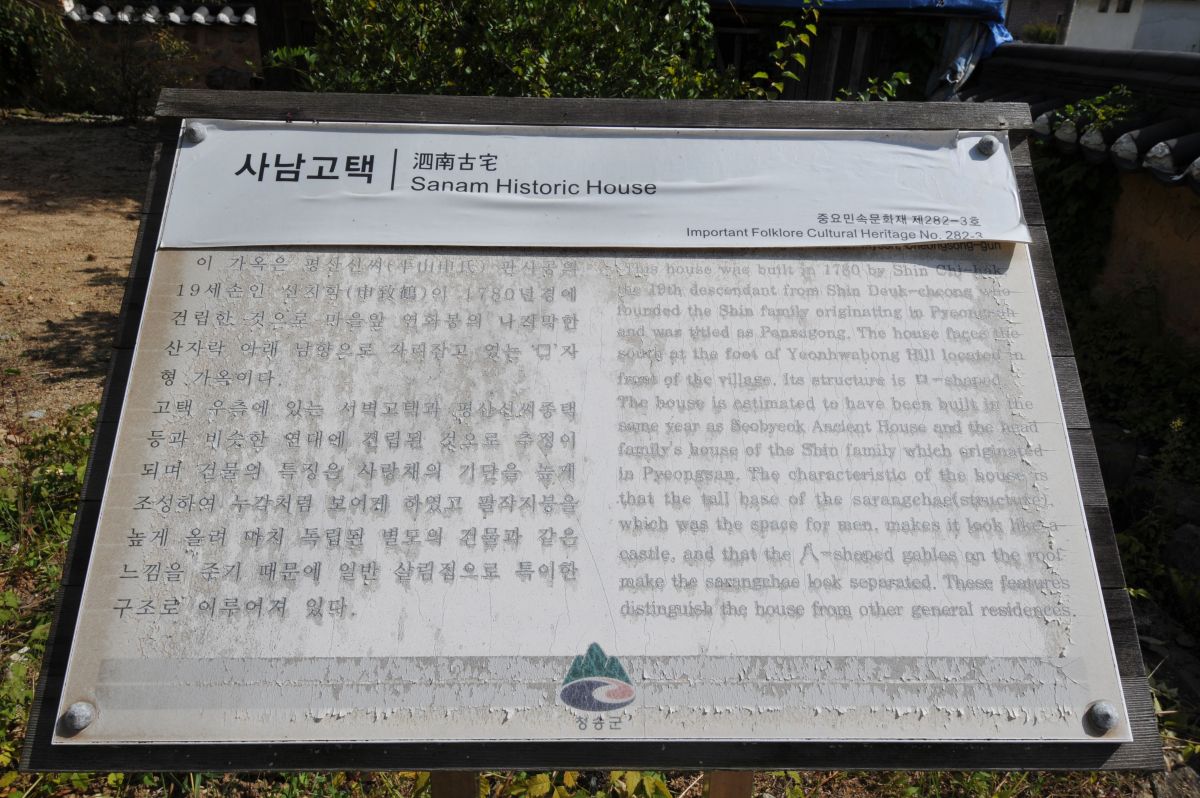 사남고택
泗南古宅
Sanam Historic House
중요민속문화재 제282-3호
Important Folklore Cultural Heritage No. 282-3
Cheongsong-gun
이 가옥은 평산신씨(平山申氏) 판사공의
19세손인 신치학(申致鶴)이 1780년경에
건립한 것으로 마을앞 연화봉의 나지막한
산자락 아래 남향으로 자리잡고 있는 '口'자
형 가옥이다.
고택 우측에 있는 서벽고택과 평산신씨종택
등과 비슷한 연대에 건립된 것으로 추정이
되며 건물의 특징은 사랑채의 기단을 높게
조성하여 누각처럼 보이게 하였고 팔작지붕을
높게 올려 마치 독립된 별도의 건물과 같은
느낌을 주기 때문에 일반 살림집으로 특이한
구조로 이루어져 있다.
This house was built in 1780 by Shin Chi-hak
the 19th descendant from Shin Deuk-cheong who
founded the Shin family originating in Pyeongsan
and was titled as Pansagong. The house faces the
south at the foot of Yeonhwabong Hill located in
front of the village. Its structure is ㅁ-shaped.
The house is estimated to have been built in the
same year as Seobyeok Ancient House and the head
family's house of the Shin family which originated
in Pyeongsan. The characteristic of the house is
that the tall base of the sarangchae(structure),
which was the space for men, makes it look like a
castle, and that the 八-shaped gables on the roof
make the sarangchae look separated. These features
distinguish the house from other general residences.
청송군